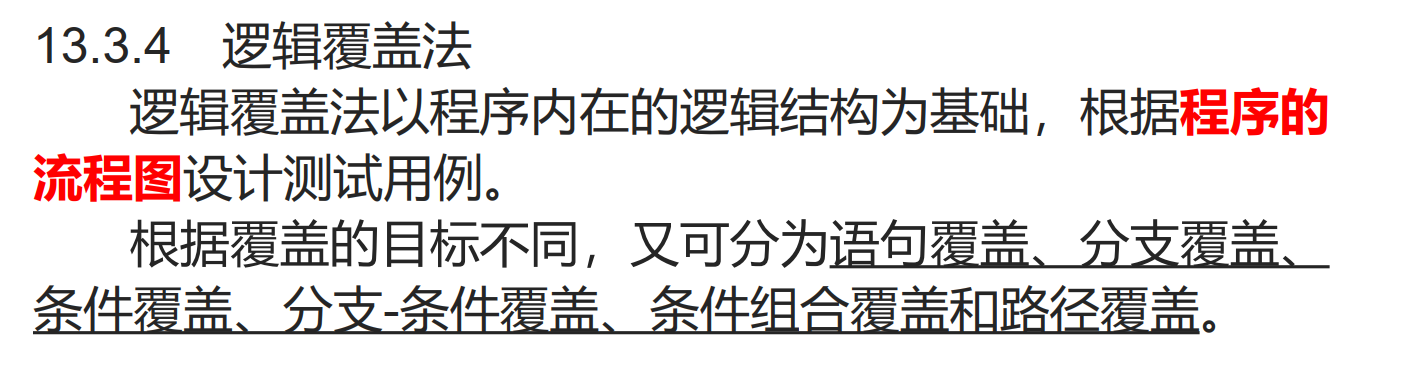 13.3.4 逻辑覆盖法
逻辑覆盖法以程序内在的逻辑结构为基础，根据程序的
流程图设计测试用例。
根据覆盖的目标不同，又可分为语句覆盖、分支覆盖、
条件覆盖、分支-条件覆盖、条件组合覆盖和路径覆盖。